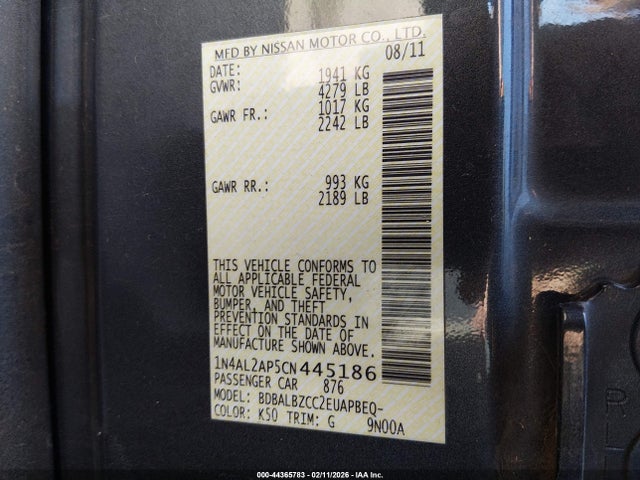 MFD BY NISSAN MOTOR CO., LTD.
DATE: 08/11
GVWR: 1941 KG
4279 LB
GAWR FR.: 1017 KG
2242 LB
GAWR RR.: 993 KG
2189 LB
THIS VEHICLE CONFORMS TO
ALL APPLICABLE FEDERAL
MOTOR VEHICLE SAFETY,
BUMPER, AND THEFT
PREVENTION STANDARDS IN
EFFECT ON THE DATE OF
MANUFACTURE SHOWN ABOVE.
1N4AL2AP5CN445186
PASSENGER CAR 876
MODEL: BDBALBZCC2EUAPBEQ-
COLOR: K50 TRIM: G 9N00A
000-44365783 - 02/11/2026 - IAA Inc.